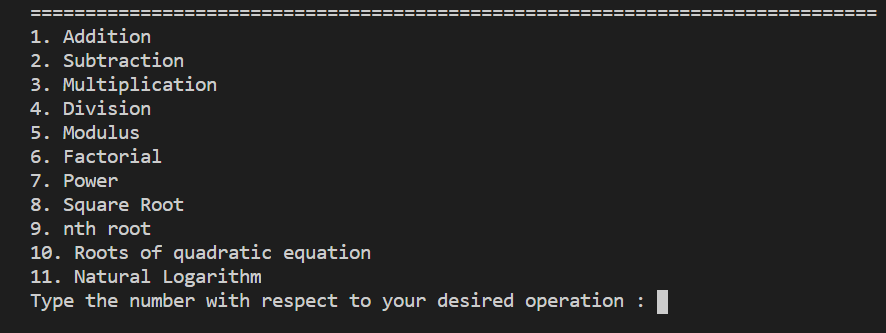 ==============================================================================
1. Addition
2. Subtraction
3. Multiplication
4. Division
5. Modulus
6. Factorial
7. Power
8. Square Root
9. nth root
10. Roots of quadratic equation
11. Natural Logarithm
Type the number with respect to your desired operation :